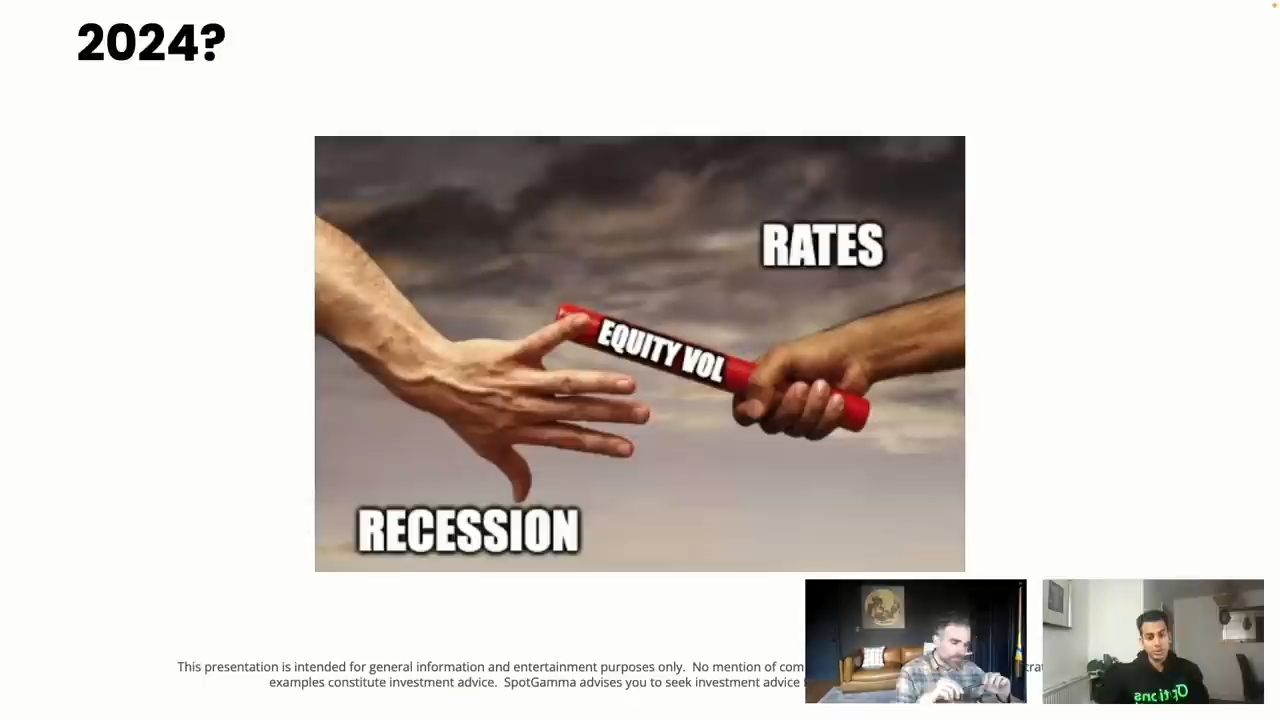 2024?
RATES
EQUITY VOL
RECESSION
This presentation is intended for general information and entertainment purposes only. No mention of
examples constitute investment advice. SpotGamma advises you to seek investment advice
Options